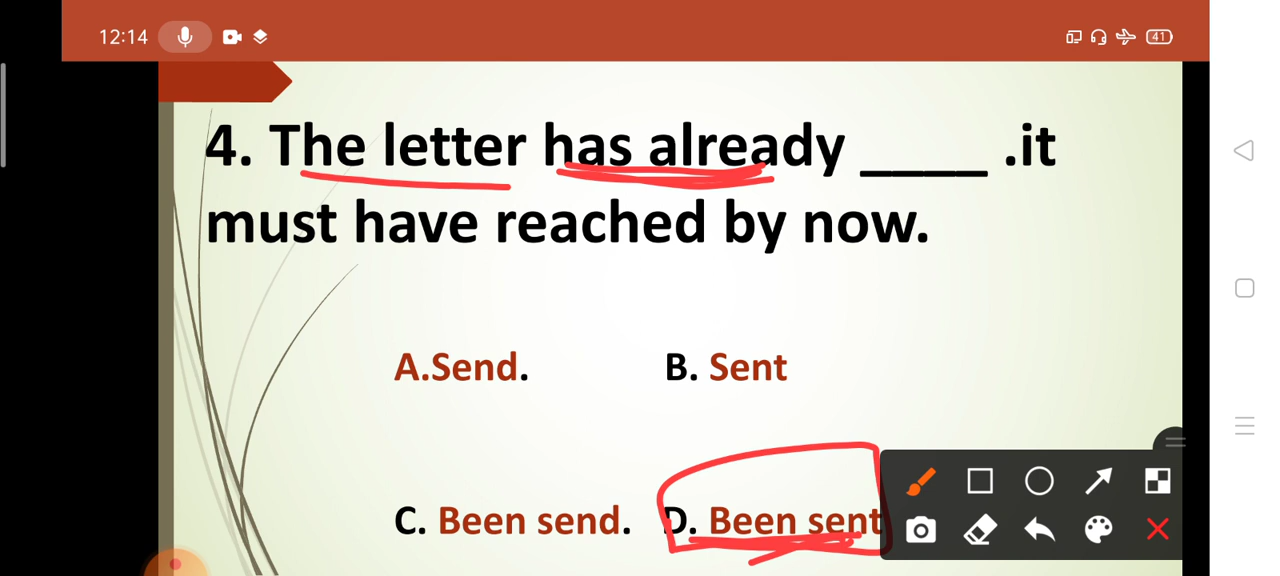 12:14
41
4. The letter has already ____ .it
must have reached by now.
A.Send. B. Sent
C. Been send. D. Been sent